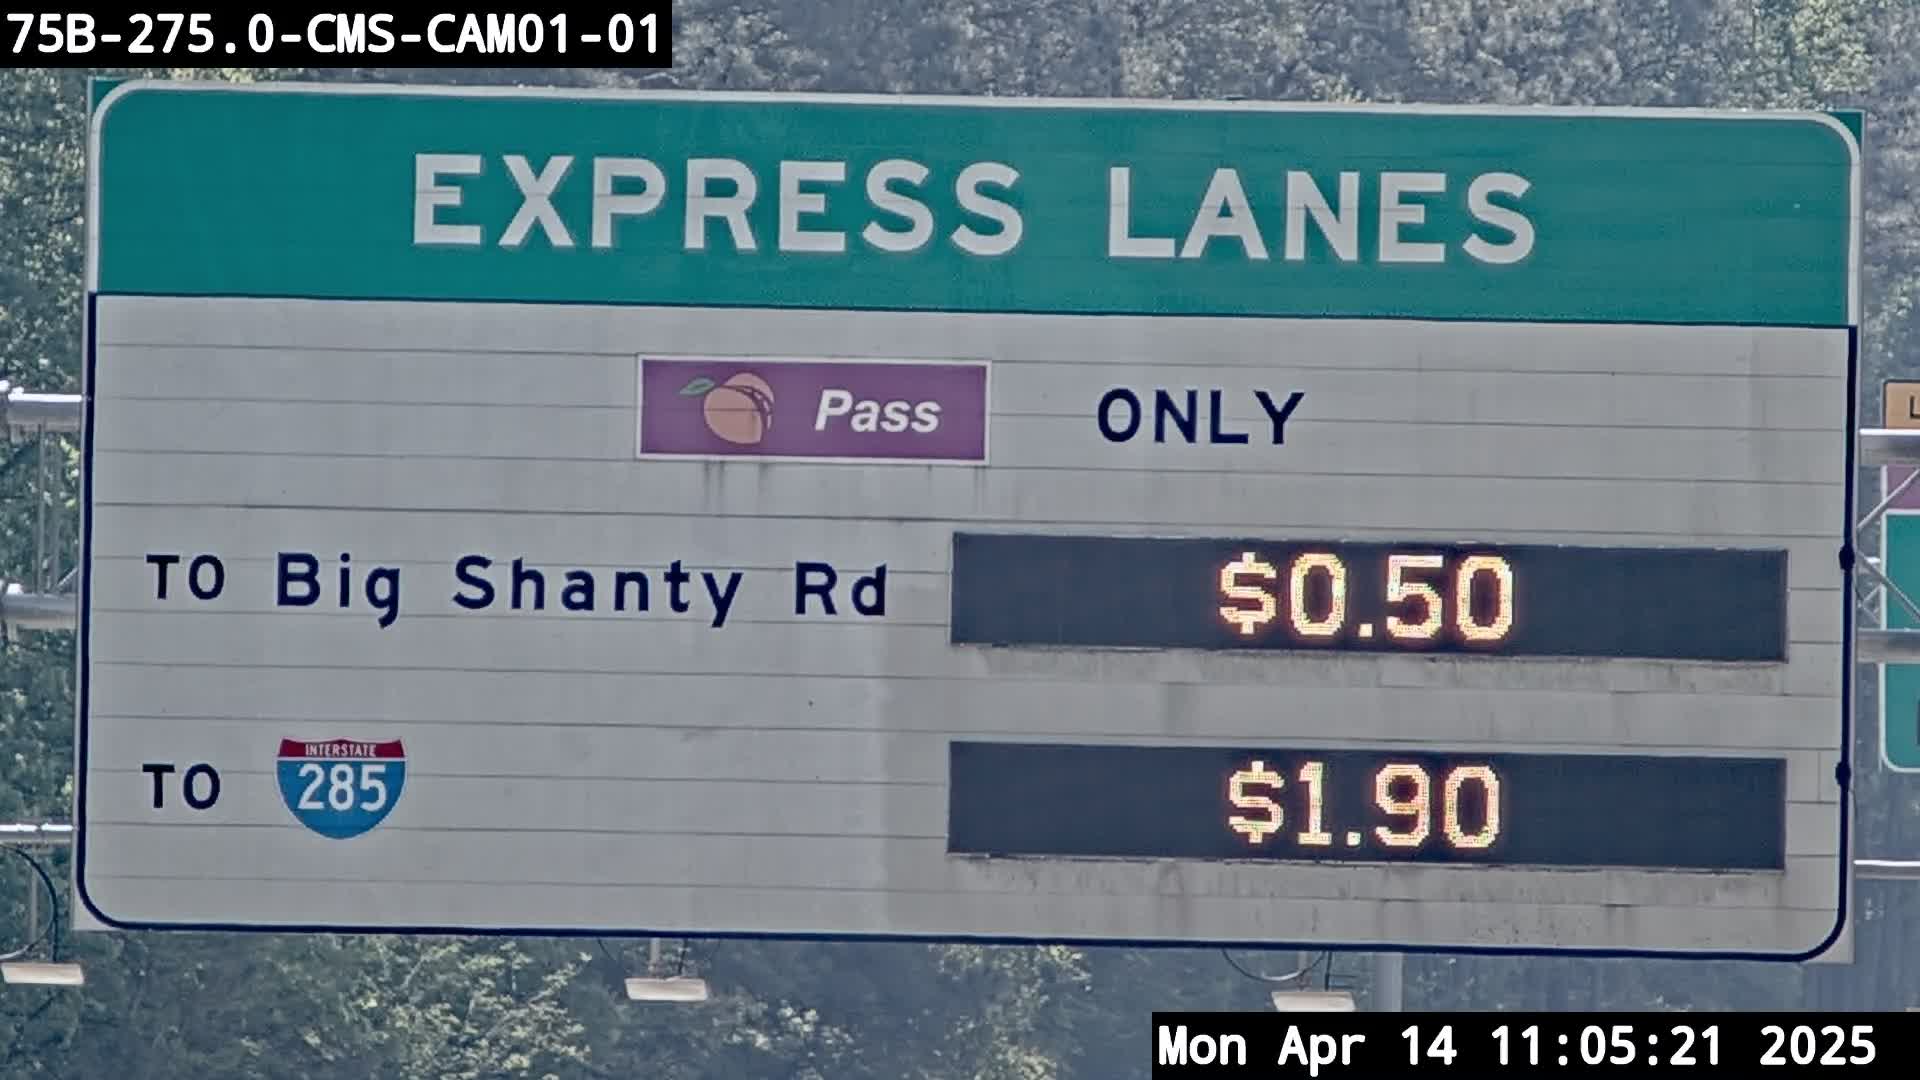 75B-275.0-CMS-CAM01-01
EXPRESS LANES
Pass ONLY
TO Big Shanty Rd $0.50
TO INTERSTATE 285 $1.90
Mon Apr 14 11:05:21 2025